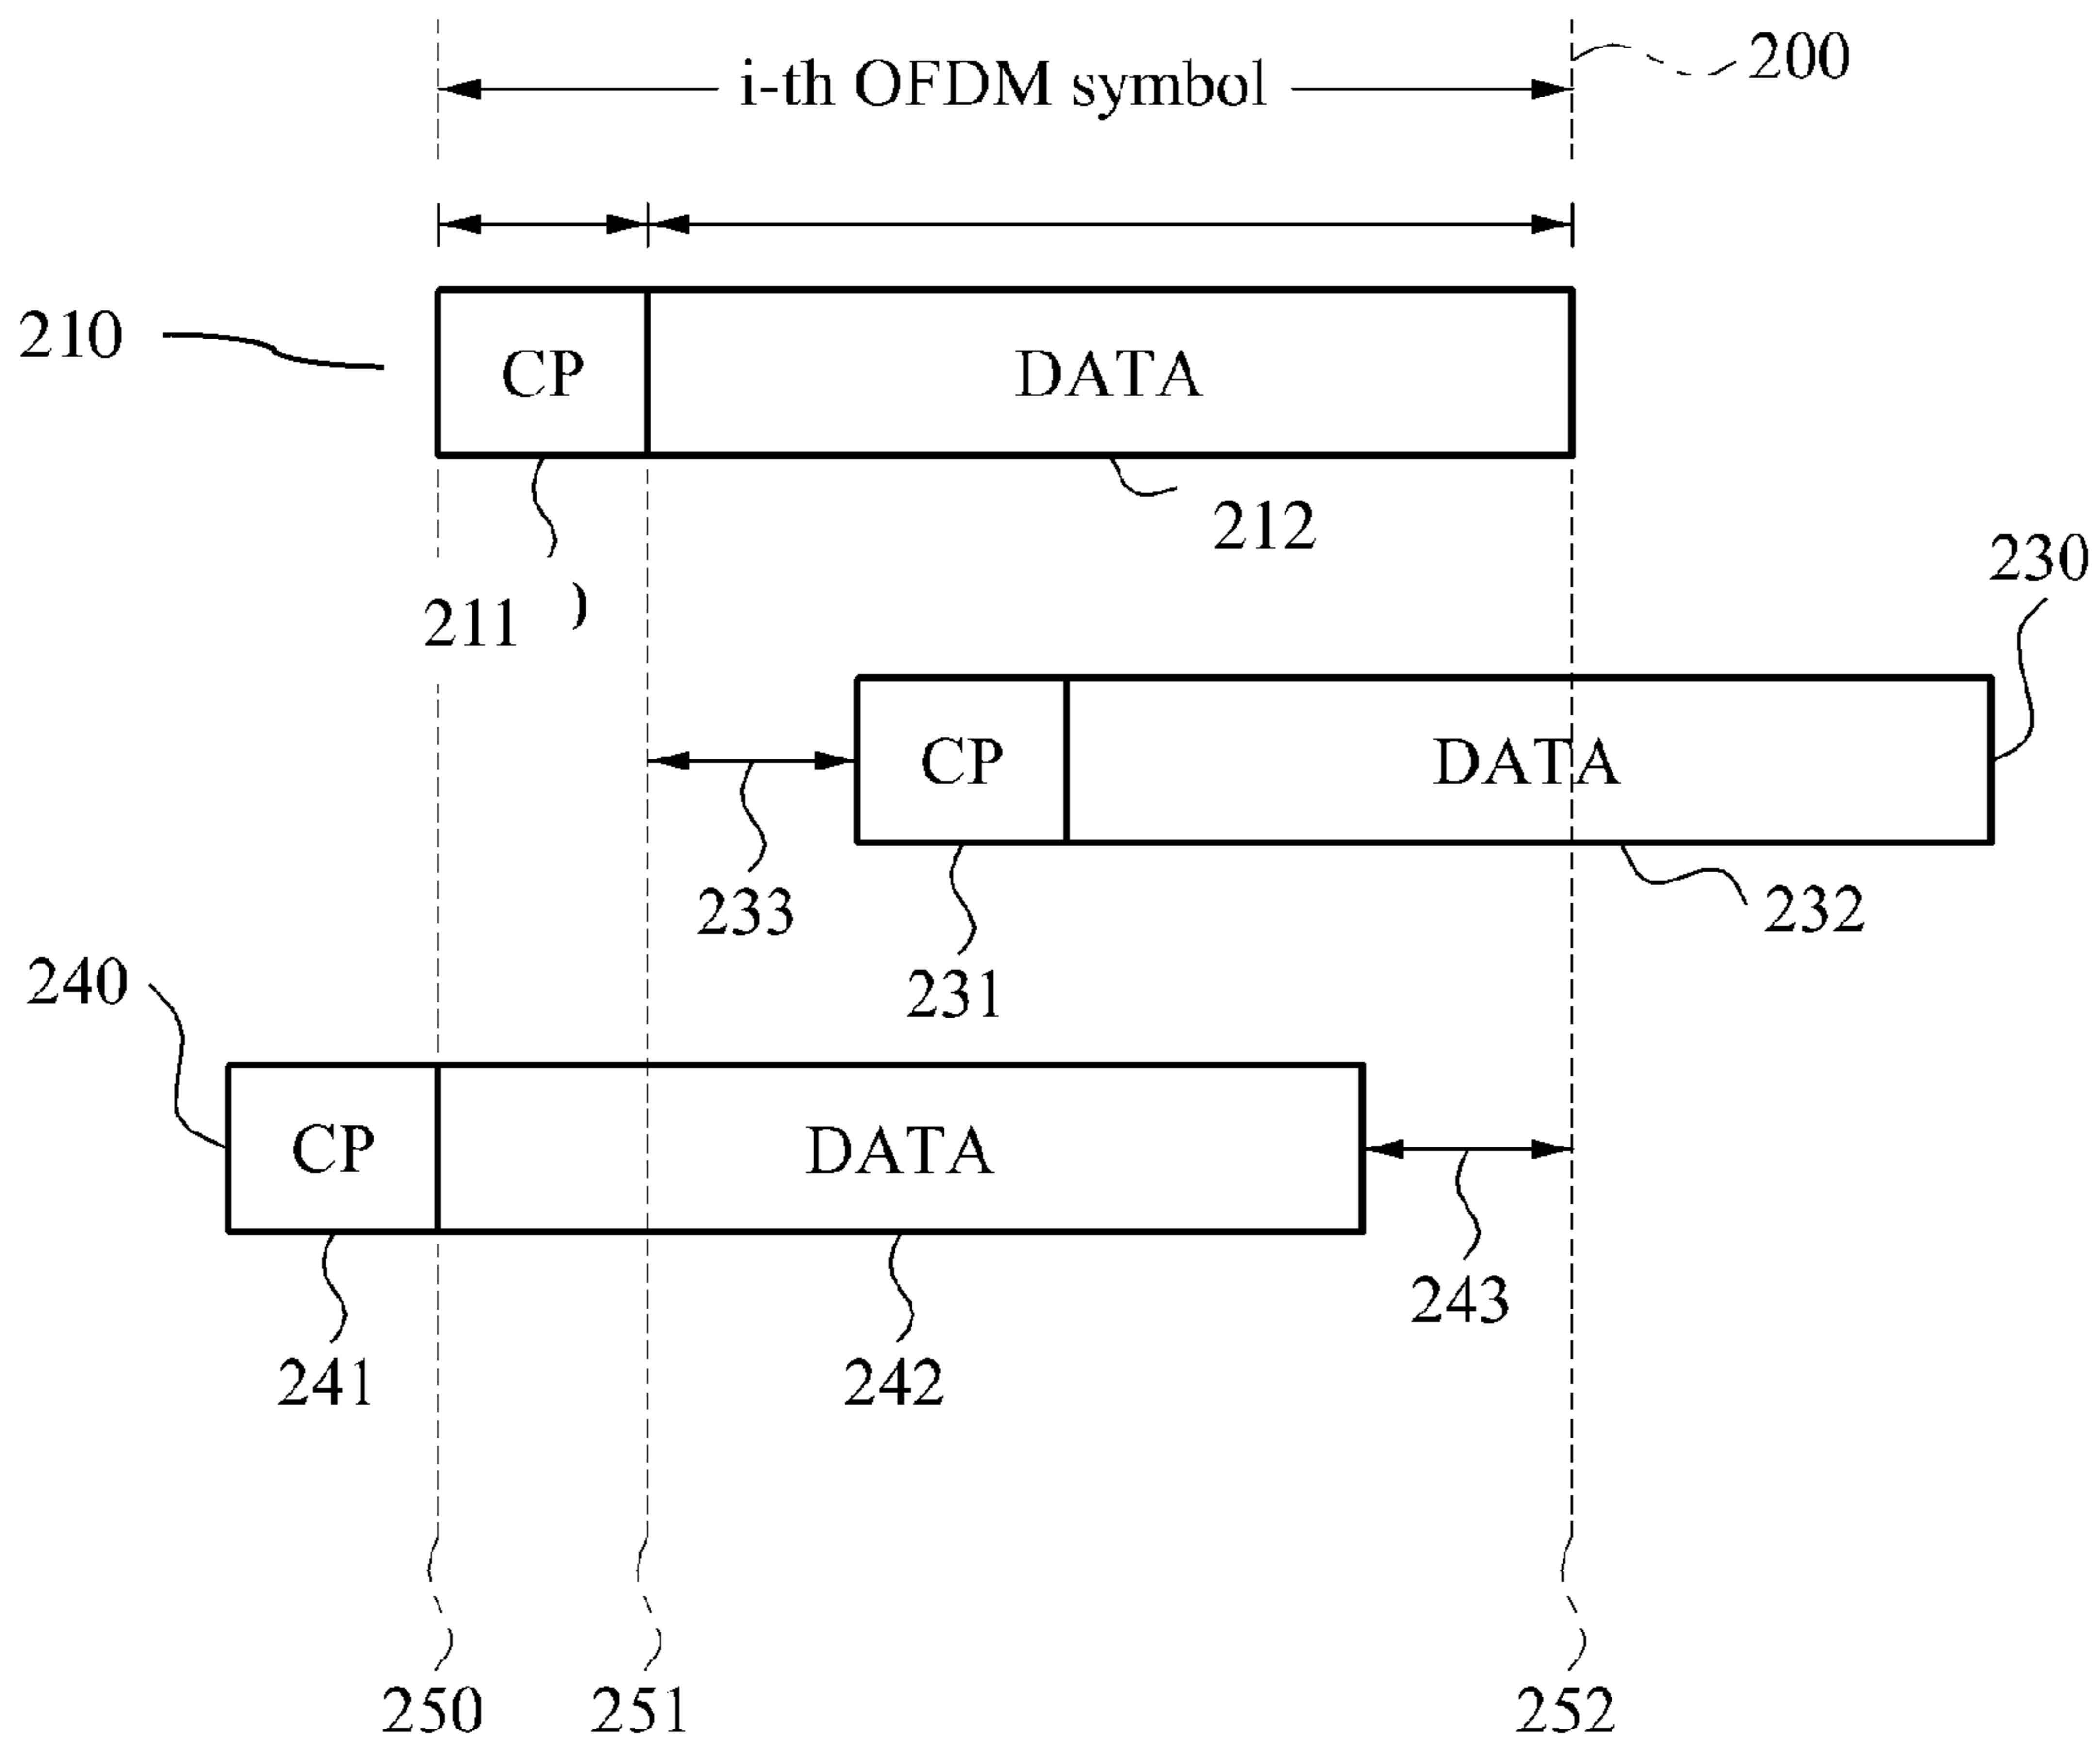 i-th OFDM symbol
200
210
CP
DATA
211
)
212
230
CP
DATA
233
231
232
240
CP
DATA
241
242
243
250
251
252